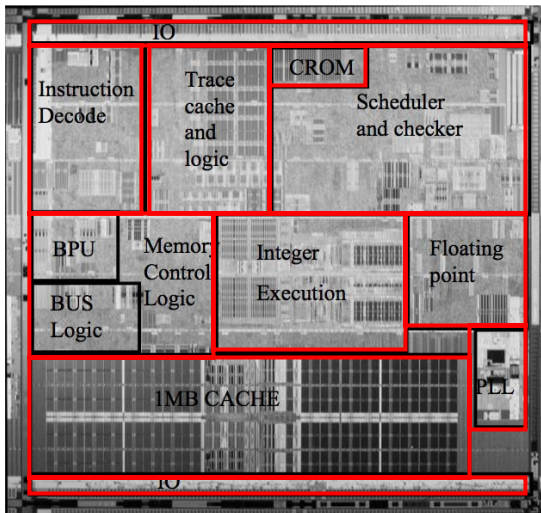 IO
Instruction
Decode
Trace
cache
and
logic
CROM
Scheduler
and checker
BPU
Memory
Control
Logic
BUS
Logic
Integer
Execution
Floating
point
1MB CACHE
PLL
IO